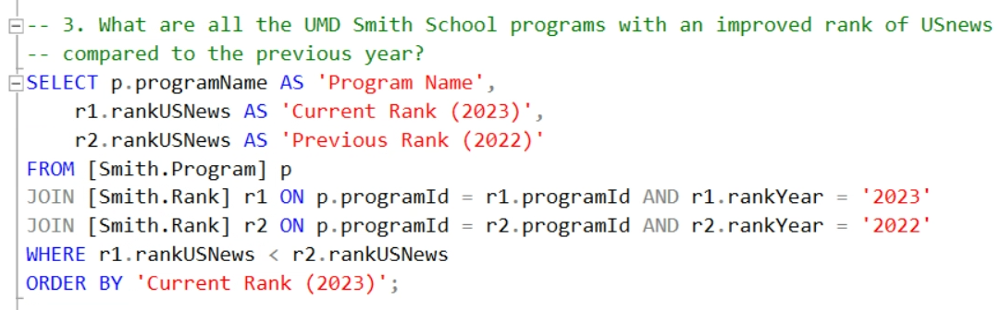 -- 3. What are all the UMD Smith School programs with an improved rank of USnews
-- compared to the previous year?
SELECT p.programName AS 'Program Name',
r1.rankUSNews AS 'Current Rank (2023)',
r2.rankUSNews AS 'Previous Rank (2022)'
FROM [Smith.Program] p
JOIN [Smith.Rank] r1 ON p.programId = r1.programId AND r1.rankYear = '2023'
JOIN [Smith.Rank] r2 ON p.programId = r2.programId AND r2.rankYear = '2022'
WHERE r1.rankUSNews < r2.rankUSNews
ORDER BY 'Current Rank (2023)';